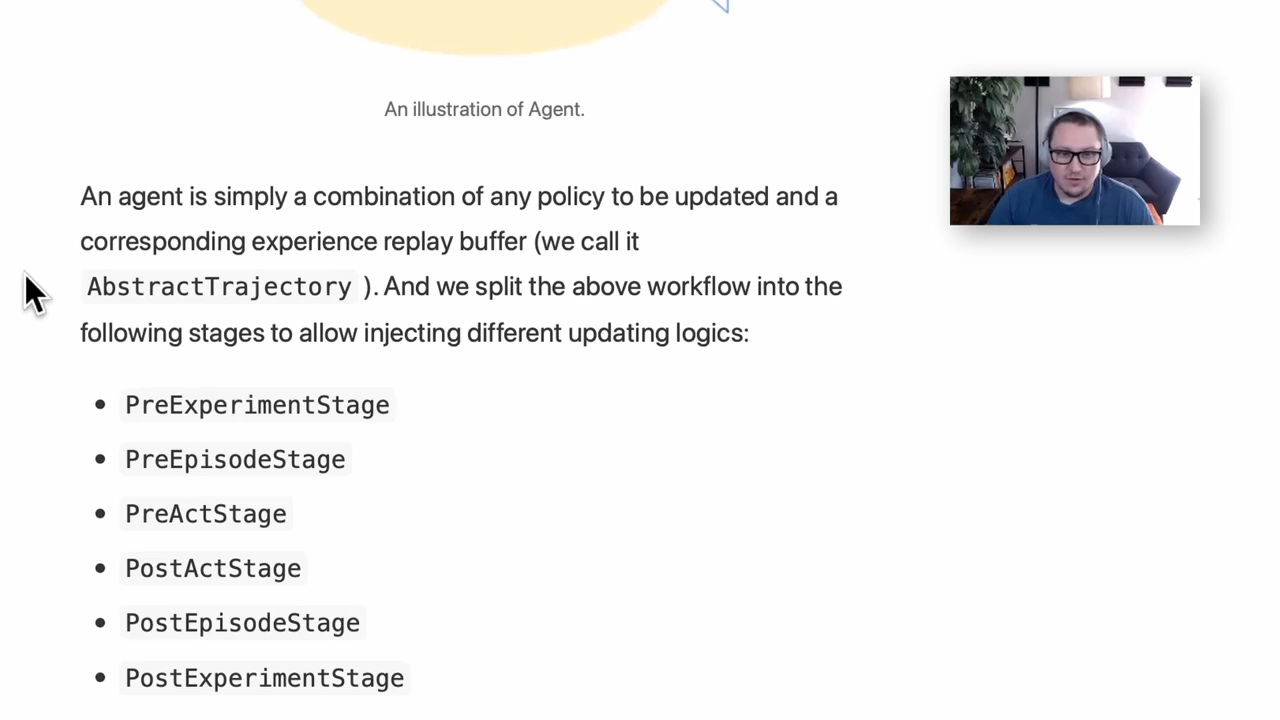 An illustration of Agent.
An agent is simply a combination of any policy to be updated and a
corresponding experience replay buffer (we call it
AbstractTrajectory ). And we split the above workflow into the
following stages to allow injecting different updating logics:
• PreExperimentStage
• PreEpisodeStage
• PreActStage
• PostActStage
• PostEpisodeStage
• PostExperimentStage